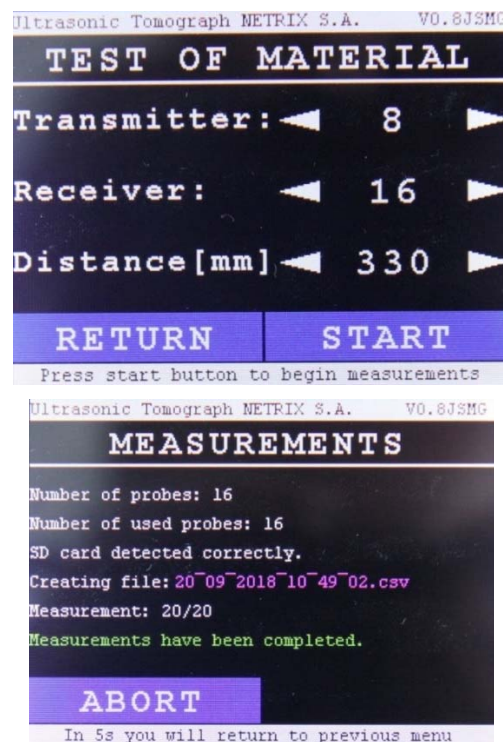 Ultrasonic Tomograph NETRIX S.A. V0.8JSMG
TEST OF MATERIAL
Transmitter: 8
Receiver: 16
Distance[mm] 330
RETURN START
Press start button to begin measurements
Ultrasonic Tomograph NETRIX S.A. V0.8JSMG
MEASUREMENTS
Number of probes: 16
Number of used probes: 16
SD card detected correctly.
Creating file: 20_09_2018_10_49_02.csv
Measurement: 20/20
Measurements have been completed.
ABORT
In 5s you will return to previous menu